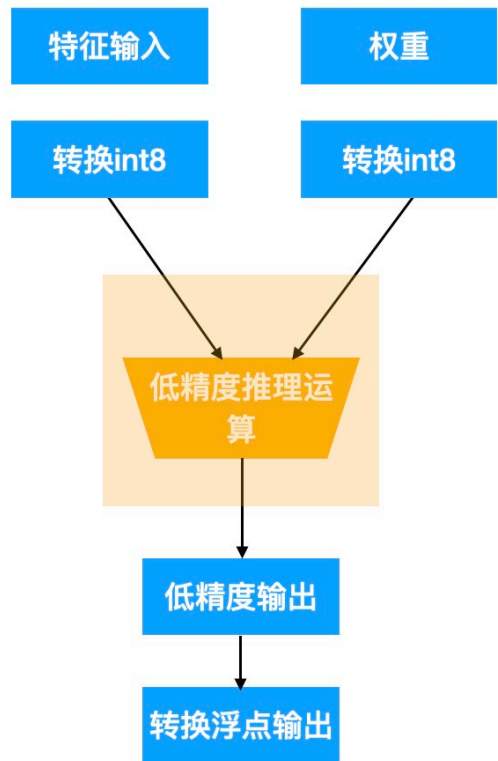 特征输入
权重
转换int8
转换int8
低精度推理运
算
低精度输出
转换浮点输出